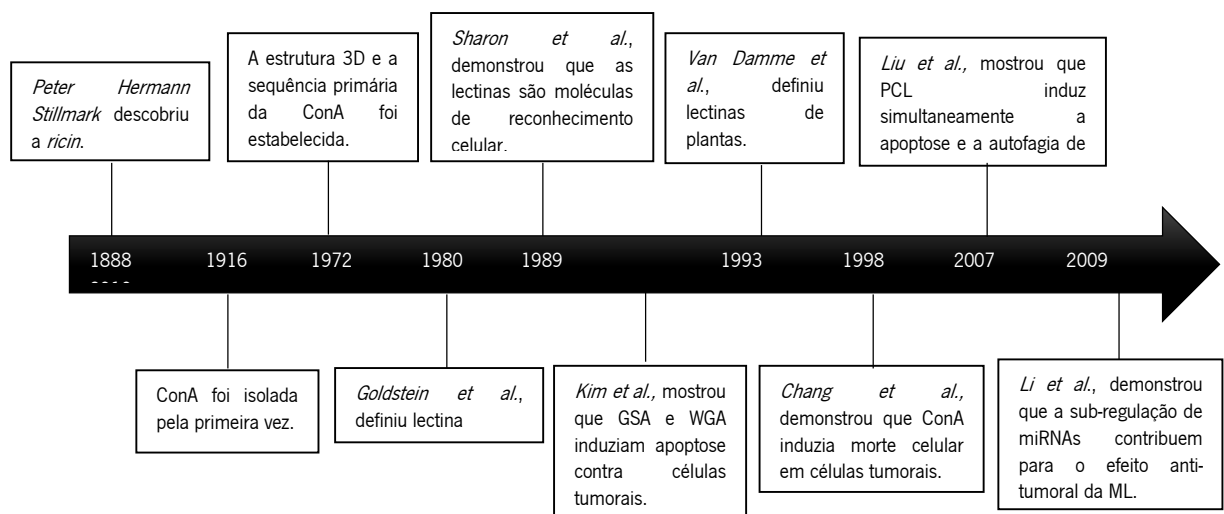 Peter Hermann
Stillmark descobriu
a ricin.
A estrutura 3D e a
sequência primária
da ConA foi
estabelecida.
Sharon et al.,
demonstrou que as
lectinas são moléculas
de reconhecimento
celular.
Van Damme et
al., definiu
lectinas de
plantas.
Liu et al., mostrou que
PCL induz
simultaneamente a
apoptose e a autofagia de
1888 1916 1972 1980 1989 1993 1998 2007 2009
ConA foi isolada
pela primeira vez.
Goldstein et al.,
definiu lectina
Kim et al., mostrou
que GSA e WGA
induziam apoptose
contra células
tumorais.
Chang et al.,
demonstrou que ConA
induzia morte celular
em células tumorais.
Li et al., demonstrou
que a sub-regulação de
miRNAs contribuem
para o efeito anti-
tumoral da ML.